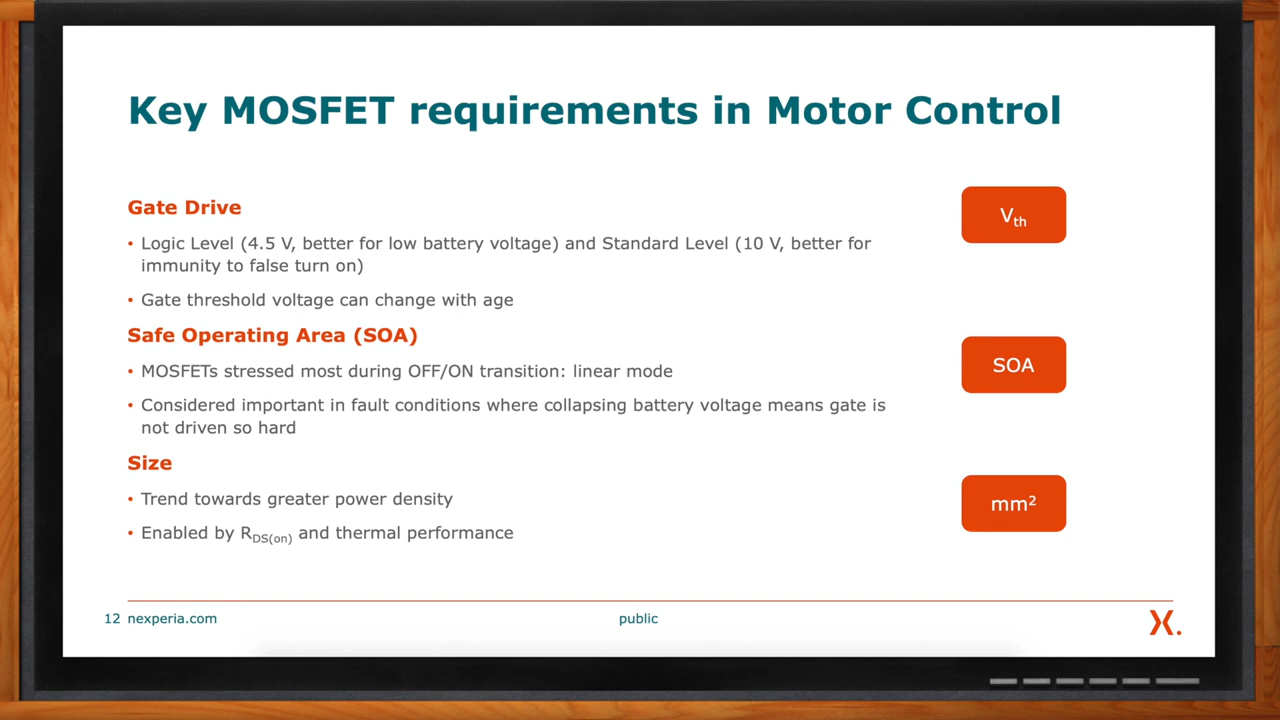 Key MOSFET requirements in Motor Control
Gate Drive
• Logic Level (4.5 V, better for low battery voltage) and Standard Level (10 V, better for
immunity to false turn on)
• Gate threshold voltage can change with age
Vth
Safe Operating Area (SOA)
• MOSFETs stressed most during OFF/ON transition: linear mode
• Considered important in fault conditions where collapsing battery voltage means gate is
not driven so hard
SOA
Size
• Trend towards greater power density
• Enabled by RDS(on) and thermal performance
mm²
12 nexperia.com
public